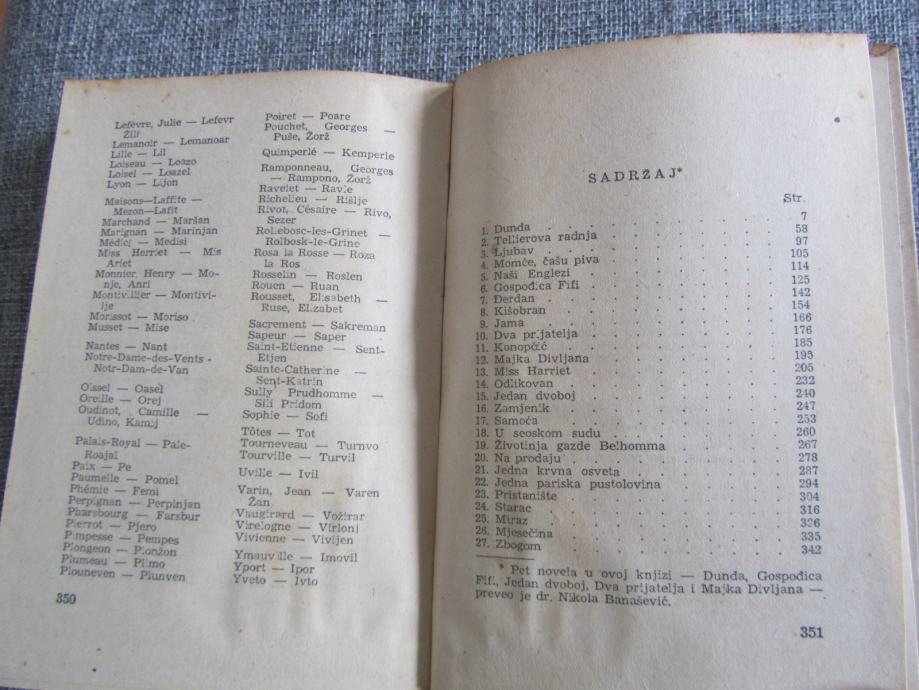 Lefèvre, Julie — Lefevr
Žili
Lemanoir — Lemanoar
Lille — Lil
Loiseau — Loazo
Loisel — Loazel
Lyon — Lijon
Maisons-Laffite —
Mezon-Lafit
Marchand — Maršan
Marignan — Marinjan
Médici — Medisi
Miss Herriet — Mis
Ariet
Monnier, Henry — Mo-
nje, Anri
Montivilier — Montivi-
lje
Morissot — Moriso
Musset — Mise
Nantes — Nant
Notre-Dame-des-Vents -
Notr-Dam-de-Van
Oissel — Oasel
Oreille — Orej
Oudinot, Camille —
Udino, Kamij
Palais-Royal — Pale-
Roajal
Paix — Pe
Paumelle — Pomel
Phémie — Femi
Perpignan — Perpinjan
Pharsbourg — Farsbur
Pierrot — Pjero
Pimpesse — Pempes
Plongeon — Plonžon
Plumeau — Plimo
Plouneven — Plunven
350
Poiret — Poare
Pouchet, Georges —
Puše, Žorž
Quimperlé — Kemperle
Ramponneau, Georges
— Rampono, Žorž
Ravelet — Ravle
Richelieu — Rišlje
Rivot, Césaire — Rivo,
Sezer
Rollebosc-les-Grinet —
Rolbosk-le-Grine
Rosa la Rosse — Roza
la Ros
Rosselin — Roslen
Rouen — Ruan
Rousset, Elisabeth —
Ruse, Elizabet
Sacrement — Sakreman
Sapeur — Saper
Saint-Etienne — Sent-
Etjen
Sainte-Catherine —
Sent-Katrin
Sully Prudhomme —
Sili Pridom
Sophie — Sofi
Tôtes — Tot
Tourneveau — Turnvo
Tourville — Turvil
Uville — Ivil
Varin, Jean — Varen
Žan
Vaugirard — Vožirar
Virelogne — Virlonj
Vivienne — Vivijen
Ymauville — Imovil
Yport — Ipor
Yveto — Ivto
SADRŽAJ*
Str.
1. Dunda 7
2. Tellierova radnja 58
3. Ljubav 97
4. Momče, čašu piva 105
5. Naši Englezi 114
6. Gospođica Fifi 125
7. Đerdan 142
8. Kišobran 154
9. Jama 166
10. Dva prijatelja 176
11. Konopčić 185
12. Majka Divljana 195
13. Miss Harriet 205
14. Odlikovan 232
15. Jedan dvoboj 240
16. Zamjenik 247
17. Samoća 253
18. U seoskom sudu 260
19. Životinja gazde Belhomma 267
20. Na prodaju 278
21. Jedna krvna osveta 287
22. Jedna pariska pustolovina 294
23. Pristanište 304
24. Starac 316
25. Miraz 326
26. Mjesečina 335
27. Zbogom 342
* Pet novela u ovoj knjizi — Dunda, Gospođica
Fifi, Jedan dvoboj, Dva prijatelja i Majka Divljana —
preveo je dr. Nikola Banašević.
351